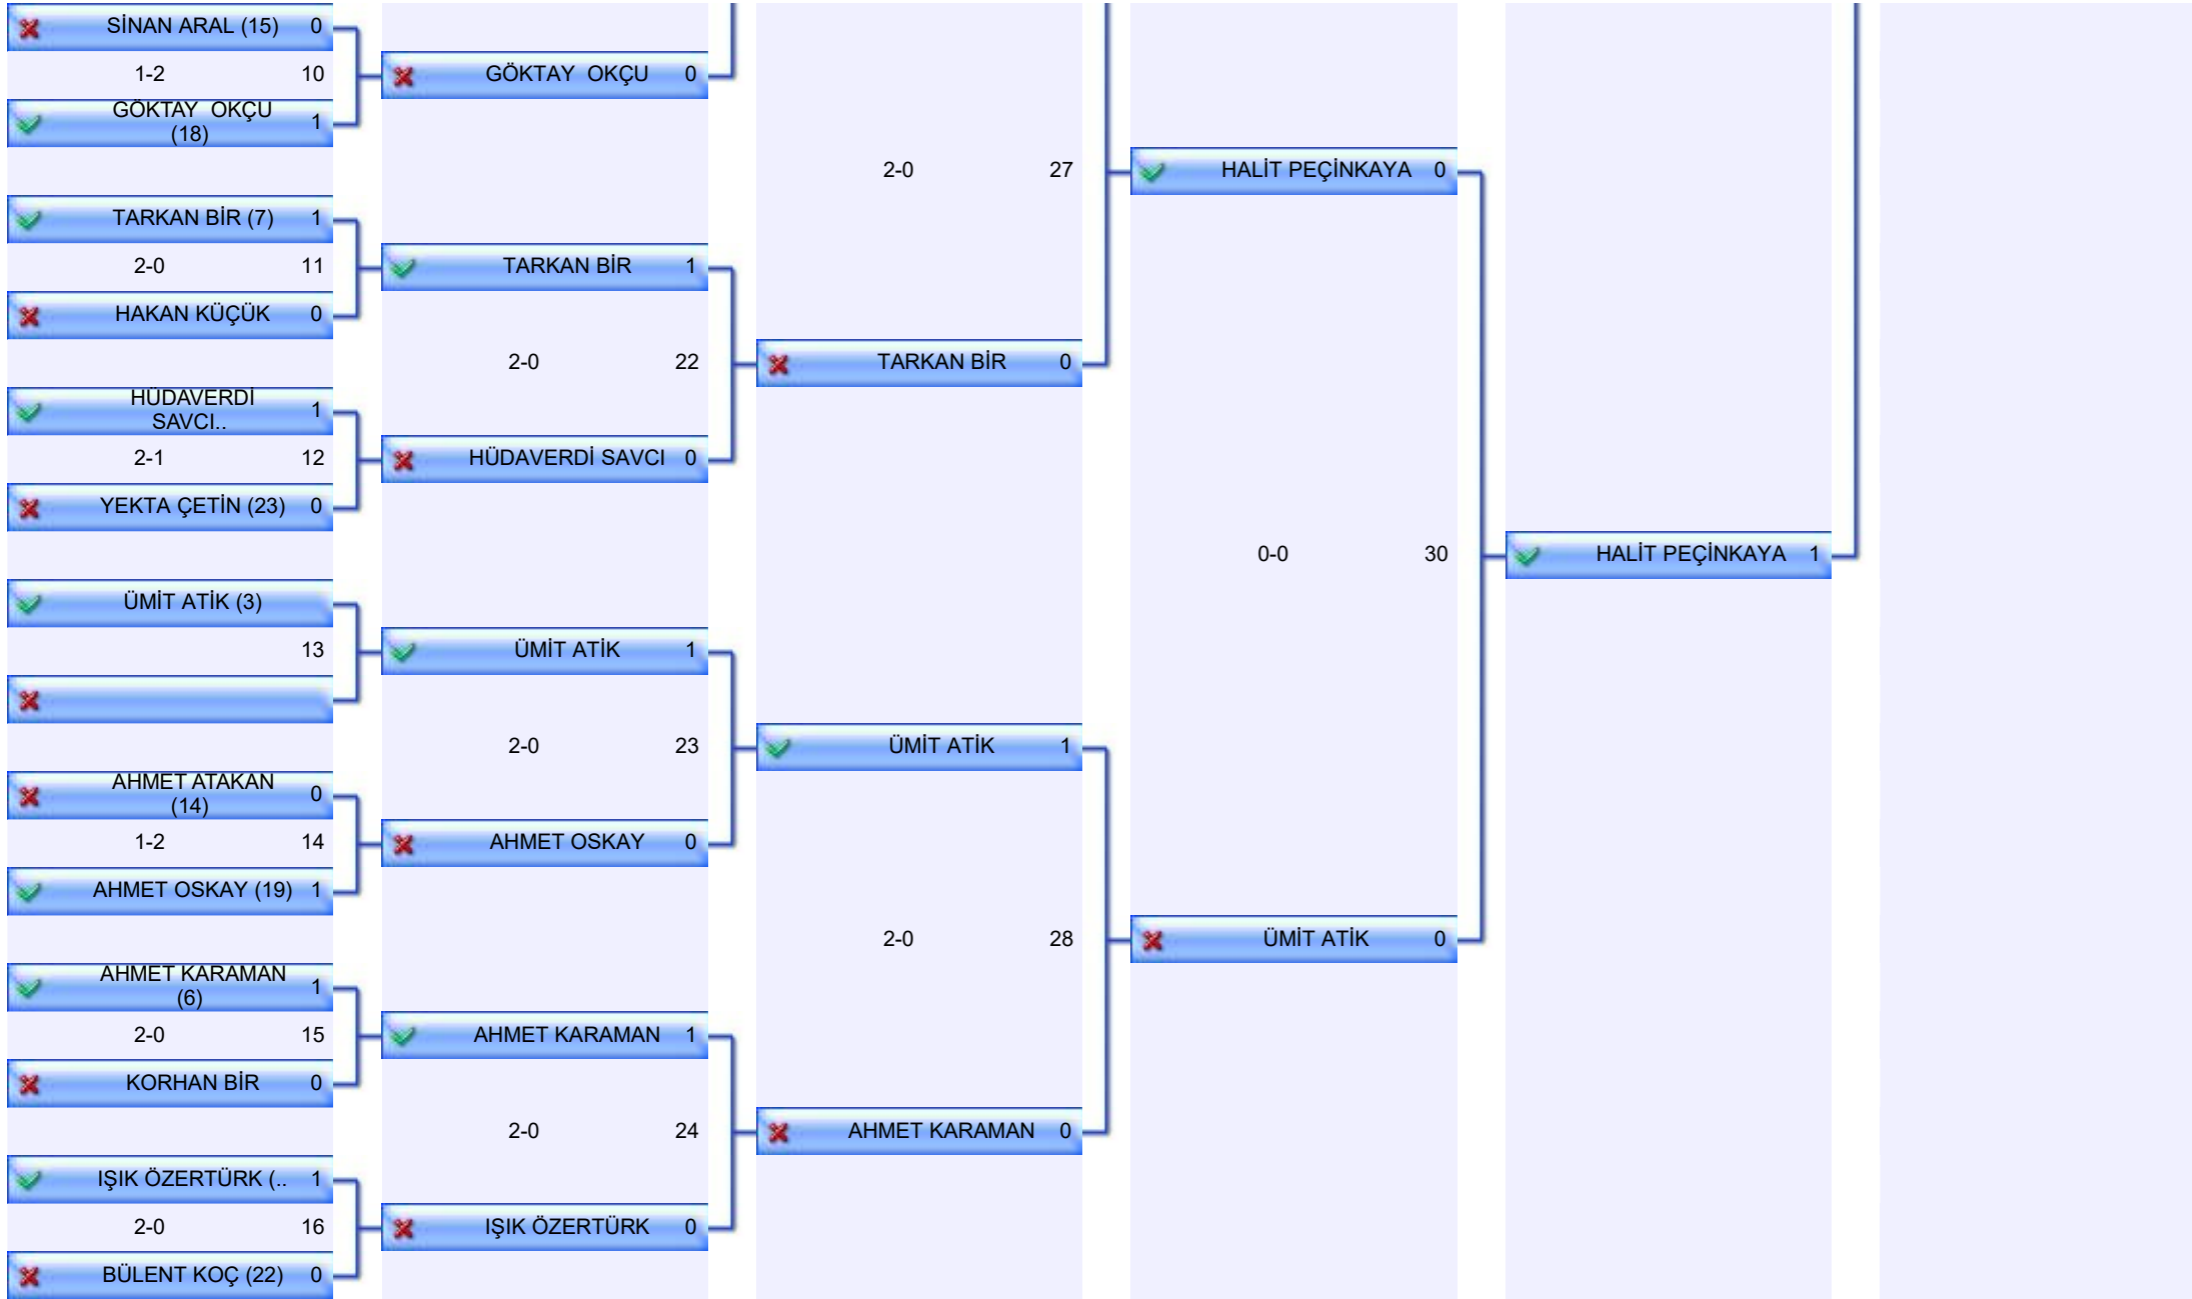 SİNAN ARAL (15) 0
1-2 10
GÖKTAY  OKÇU
(18) 1
TARKAN BİR (7) 1
2-0 11
HAKAN KÜÇÜK 0
HÜDAVERDİ
SAVCI.. 1
2-1 12
YEKTA ÇETİN (23) 0
ÜMİT ATİK (3)
13
AHMET ATAKAN
(14) 0
1-2 14
AHMET OSKAY (19) 1
AHMET KARAMAN
(6) 1
2-0 15
KORHAN BİR 0
IŞIK ÖZERTÜRK (.. 1
2-0 16
BÜLENT KOÇ (22) 0
GÖKTAY  OKÇU 0
TARKAN BİR 1
2-0 22
HÜDAVERDİ SAVCI 0
ÜMİT ATİK 1
2-0 23
AHMET OSKAY 0
AHMET KARAMAN 1
2-0 24
IŞIK ÖZERTÜRK 0
2-0 27
TARKAN BİR 0
ÜMİT ATİK 1
2-0 28
AHMET KARAMAN 0
HALİT PEÇİNKAYA 0
0-0 30
ÜMİT ATİK 0
HALİT PEÇİNKAYA 1